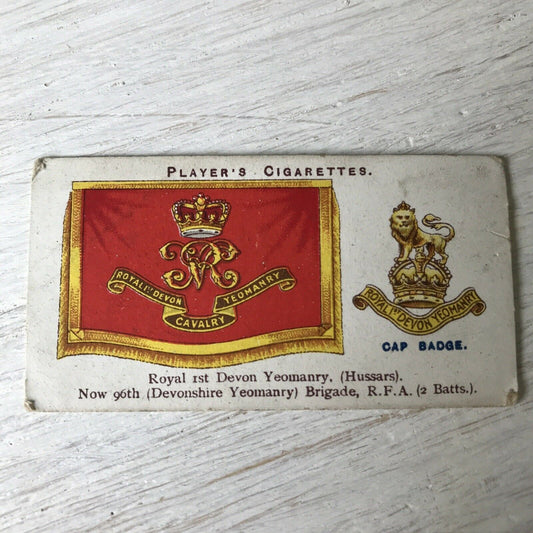 PLAYER'S CIGARETTES.
VR
ROYAL 1st DEVON
YEOMANRY
CAVALRY
ROYAL 1st DEVON YEOMANRY
CAP BADGE.
Royal 1st Devon Yeomanry, (Hussars).
Now 96th (Devonshire Yeomanry) Brigade, R.F.A. (2 Batts.).